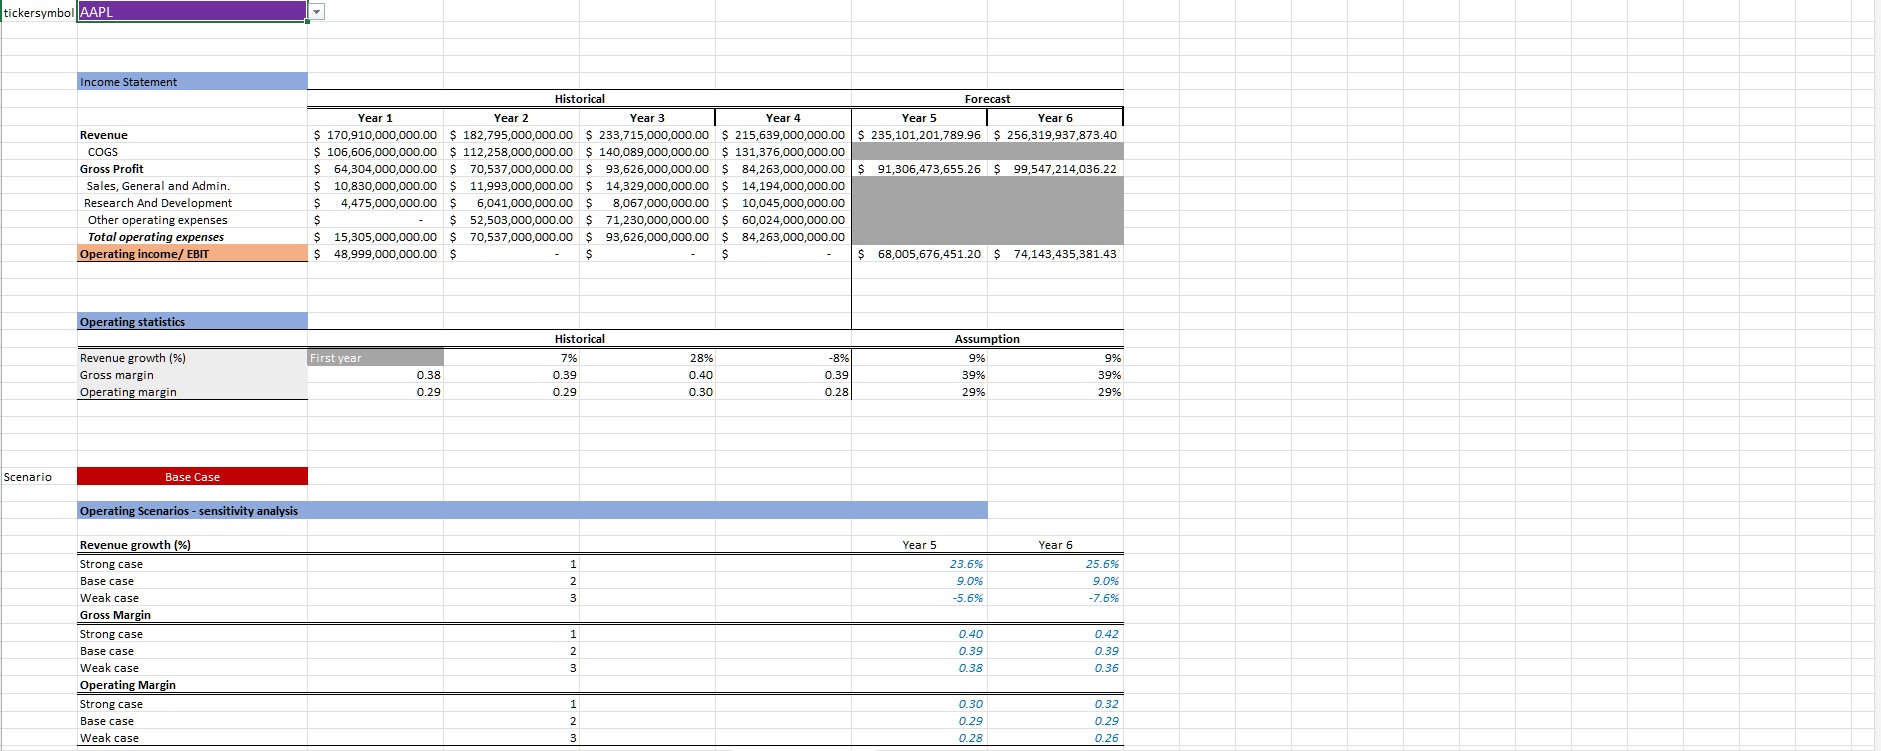 tickersymbol AAPL
Income Statement
Historical Forecast
Year 1 Year 2 Year 3 Year 4 Year 5 Year 6
Revenue $ 170,910,000,000.00 $ 182,795,000,000.00 $ 233,715,000,000.00 $ 215,639,000,000.00 $ 235,101,201,789.96 $ 256,319,937,873.40
COGS $ 106,606,000,000.00 $ 112,258,000,000.00 $ 140,089,000,000.00 $ 131,376,000,000.00
Gross Profit $ 64,304,000,000.00 $ 70,537,000,000.00 $ 93,626,000,000.00 $ 84,263,000,000.00 $ 91,306,473,655.26 $ 99,547,214,036.22
Sales, General and Admin. $ 10,830,000,000.00 $ 11,993,000,000.00 $ 14,329,000,000.00 $ 14,194,000,000.00
Research And Development $ 4,475,000,000.00 $ 6,041,000,000.00 $ 8,067,000,000.00 $ 10,045,000,000.00
Other operating expenses $ - $ 52,503,000,000.00 $ 71,230,000,000.00 $ 60,024,000,000.00
Total operating expenses $ 15,305,000,000.00 $ 70,537,000,000.00 $ 93,626,000,000.00 $ 84,263,000,000.00
Operating income/ EBIT $ 48,999,000,000.00 $ - $ - $ - $ 68,005,676,451.20 $ 74,143,435,381.43
Operating statistics
Historical Assumption
Revenue growth (%) First year 7% 28% -8% 9% 9%
Gross margin 0.38 0.39 0.40 0.39 39% 39%
Operating margin 0.29 0.29 0.30 0.28 29% 29%
Scenario Base Case
Operating Scenarios - sensitivity analysis
Revenue growth (%) Year 5 Year 6
Strong case 1 23.6% 25.6%
Base case 2 9.0% 9.0%
Weak case 3 -5.6% -7.6%
Gross Margin
Strong case 1 0.40 0.42
Base case 2 0.39 0.39
Weak case 3 0.38 0.36
Operating Margin
Strong case 1 0.30 0.32
Base case 2 0.29 0.29
Weak case 3 0.28 0.26